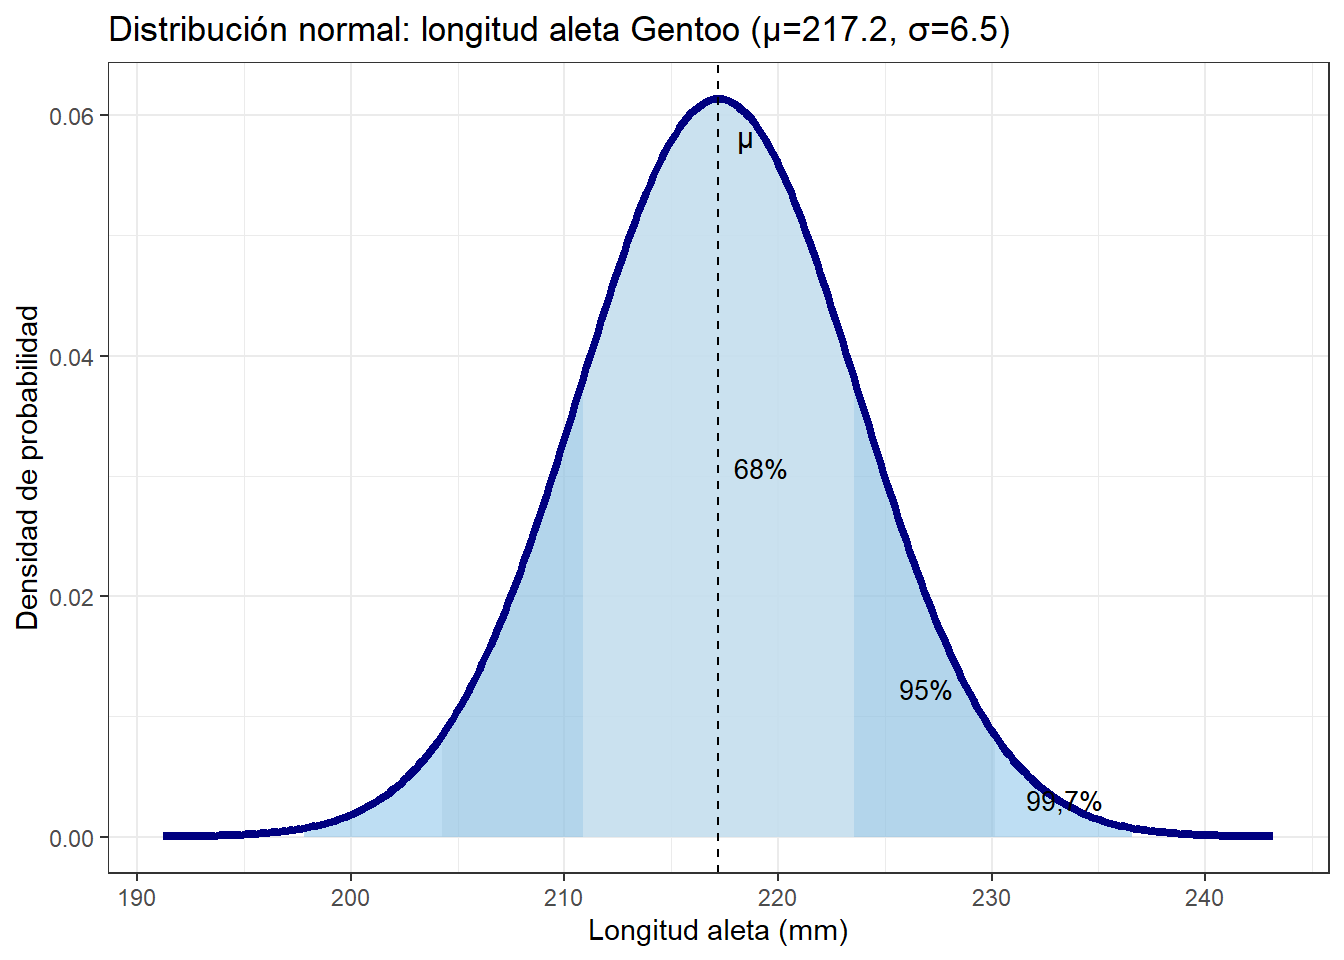 Distribución normal: longitud aleta Gentoo (μ=217.2, σ=6.5)
0.06
μ
Densidad de probabilidad
0.04
68%
0.02
95%
99,7%
0.00
190 200 210 220 230 240
Longitud aleta (mm)